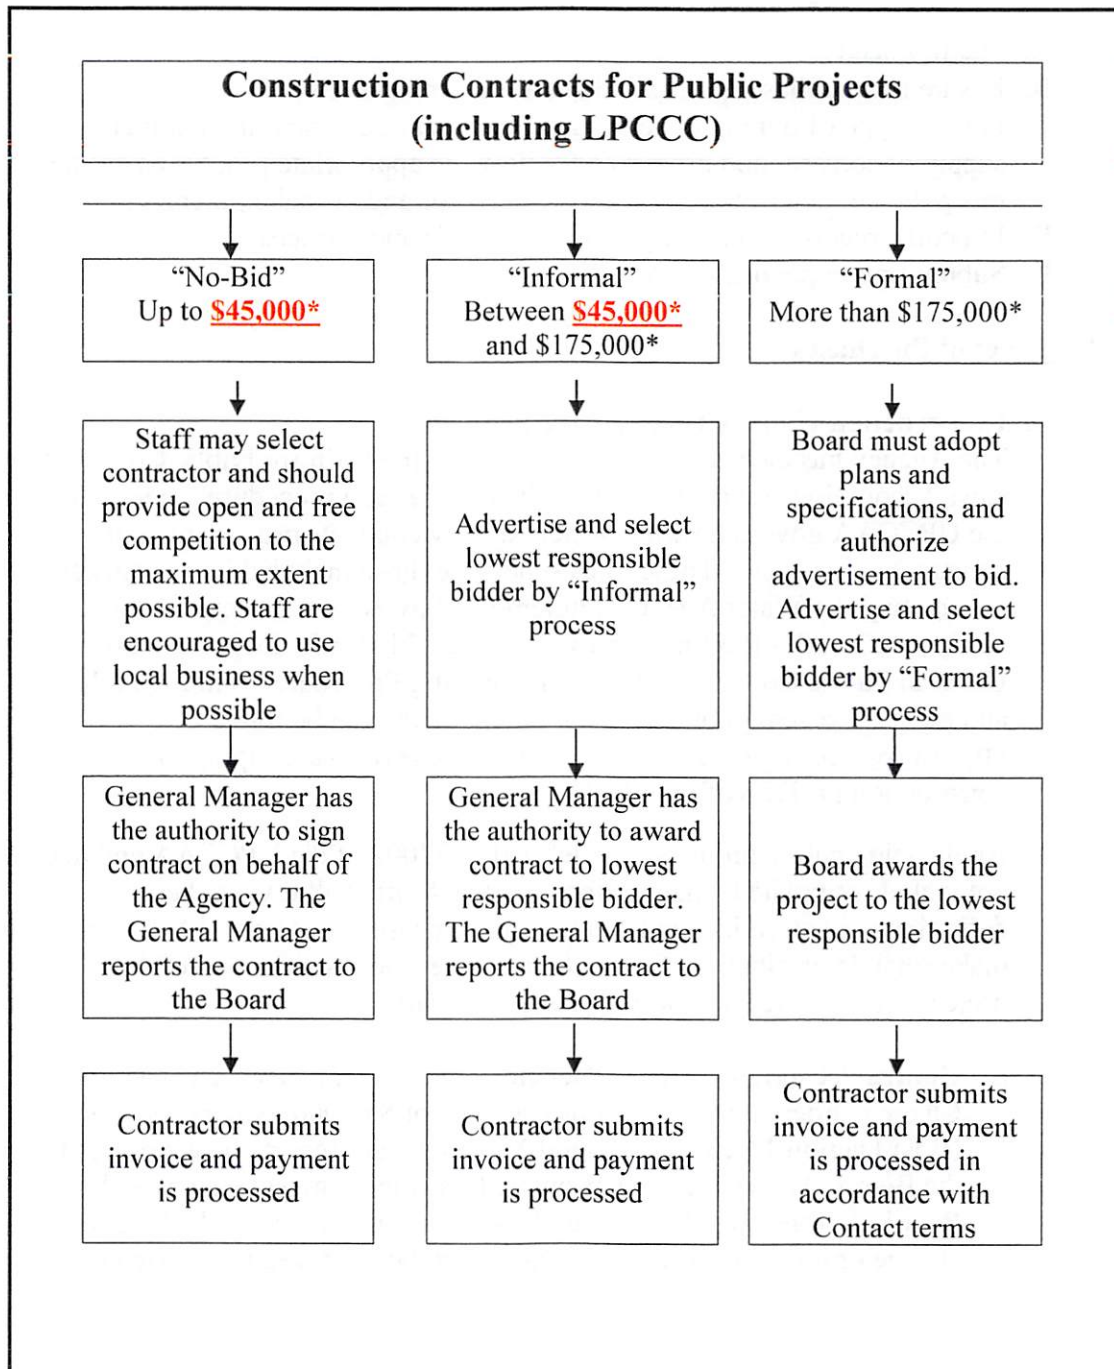 Construction Contracts for Public Projects
(including LPCCC)
“No-Bid”
Up to $45,000*
“Informal”
Between $45,000*
and $175,000*
“Formal”
More than $175,000*
Staff may select
contractor and should
provide open and free
competition to the
maximum extent
possible. Staff are
encouraged to use
local business when
possible
Advertise and select
lowest responsible
bidder by “Informal”
process
Board must adopt
plans and
specifications, and
authorize
advertisement to bid.
Advertise and select
lowest responsible
bidder by “Formal”
process
General Manager has
the authority to sign
contract on behalf of
the Agency. The
General Manager
reports the contract to
the Board
General Manager has
the authority to award
contract to lowest
responsible bidder.
The General Manager
reports the contract to
the Board
Board awards the
project to the lowest
responsible bidder
Contractor submits
invoice and payment
is processed
Contractor submits
invoice and payment
is processed
Contractor submits
invoice and payment
is processed in
accordance with
Contact terms